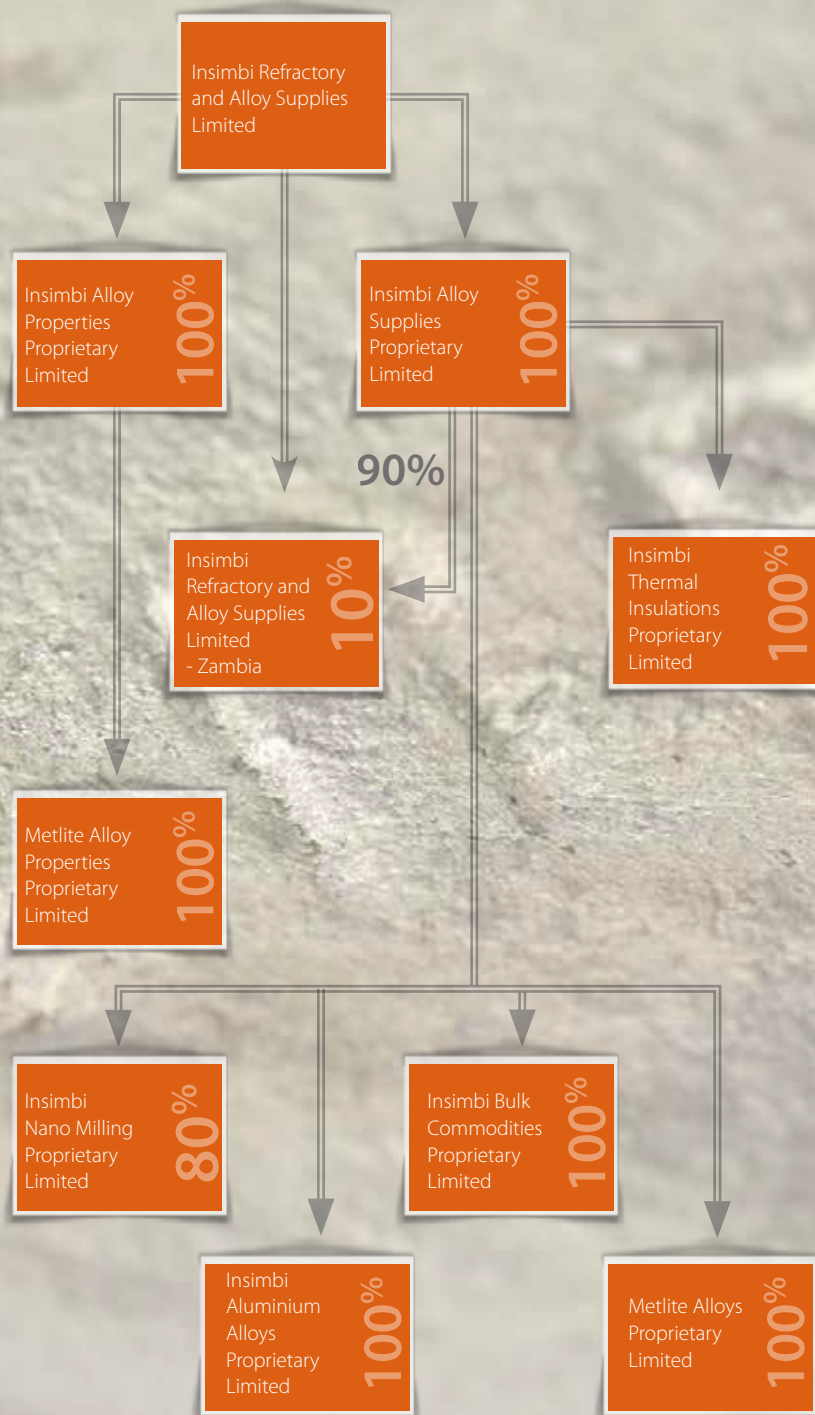 Insimbi Refractory
and Alloy Supplies
Limited
Insimbi Alloy
Properties
Proprietary
Limited
100%
Insimbi Alloy
Supplies
Proprietary
Limited
100%
90%
Insimbi
Refractory and
Alloy Supplies
Limited
- Zambia
10%
Insimbi
Thermal
Insulations
Proprietary
Limited
100%
Metlite Alloy
Properties
Proprietary
Limited
100%
Insimbi
Nano Milling
Proprietary
Limited
80%
Insimbi Bulk
Commodities
Proprietary
Limited
100%
Insimbi
Aluminium
Alloys
Proprietary
Limited
100%
Metlite Alloys
Proprietary
Limited
100%